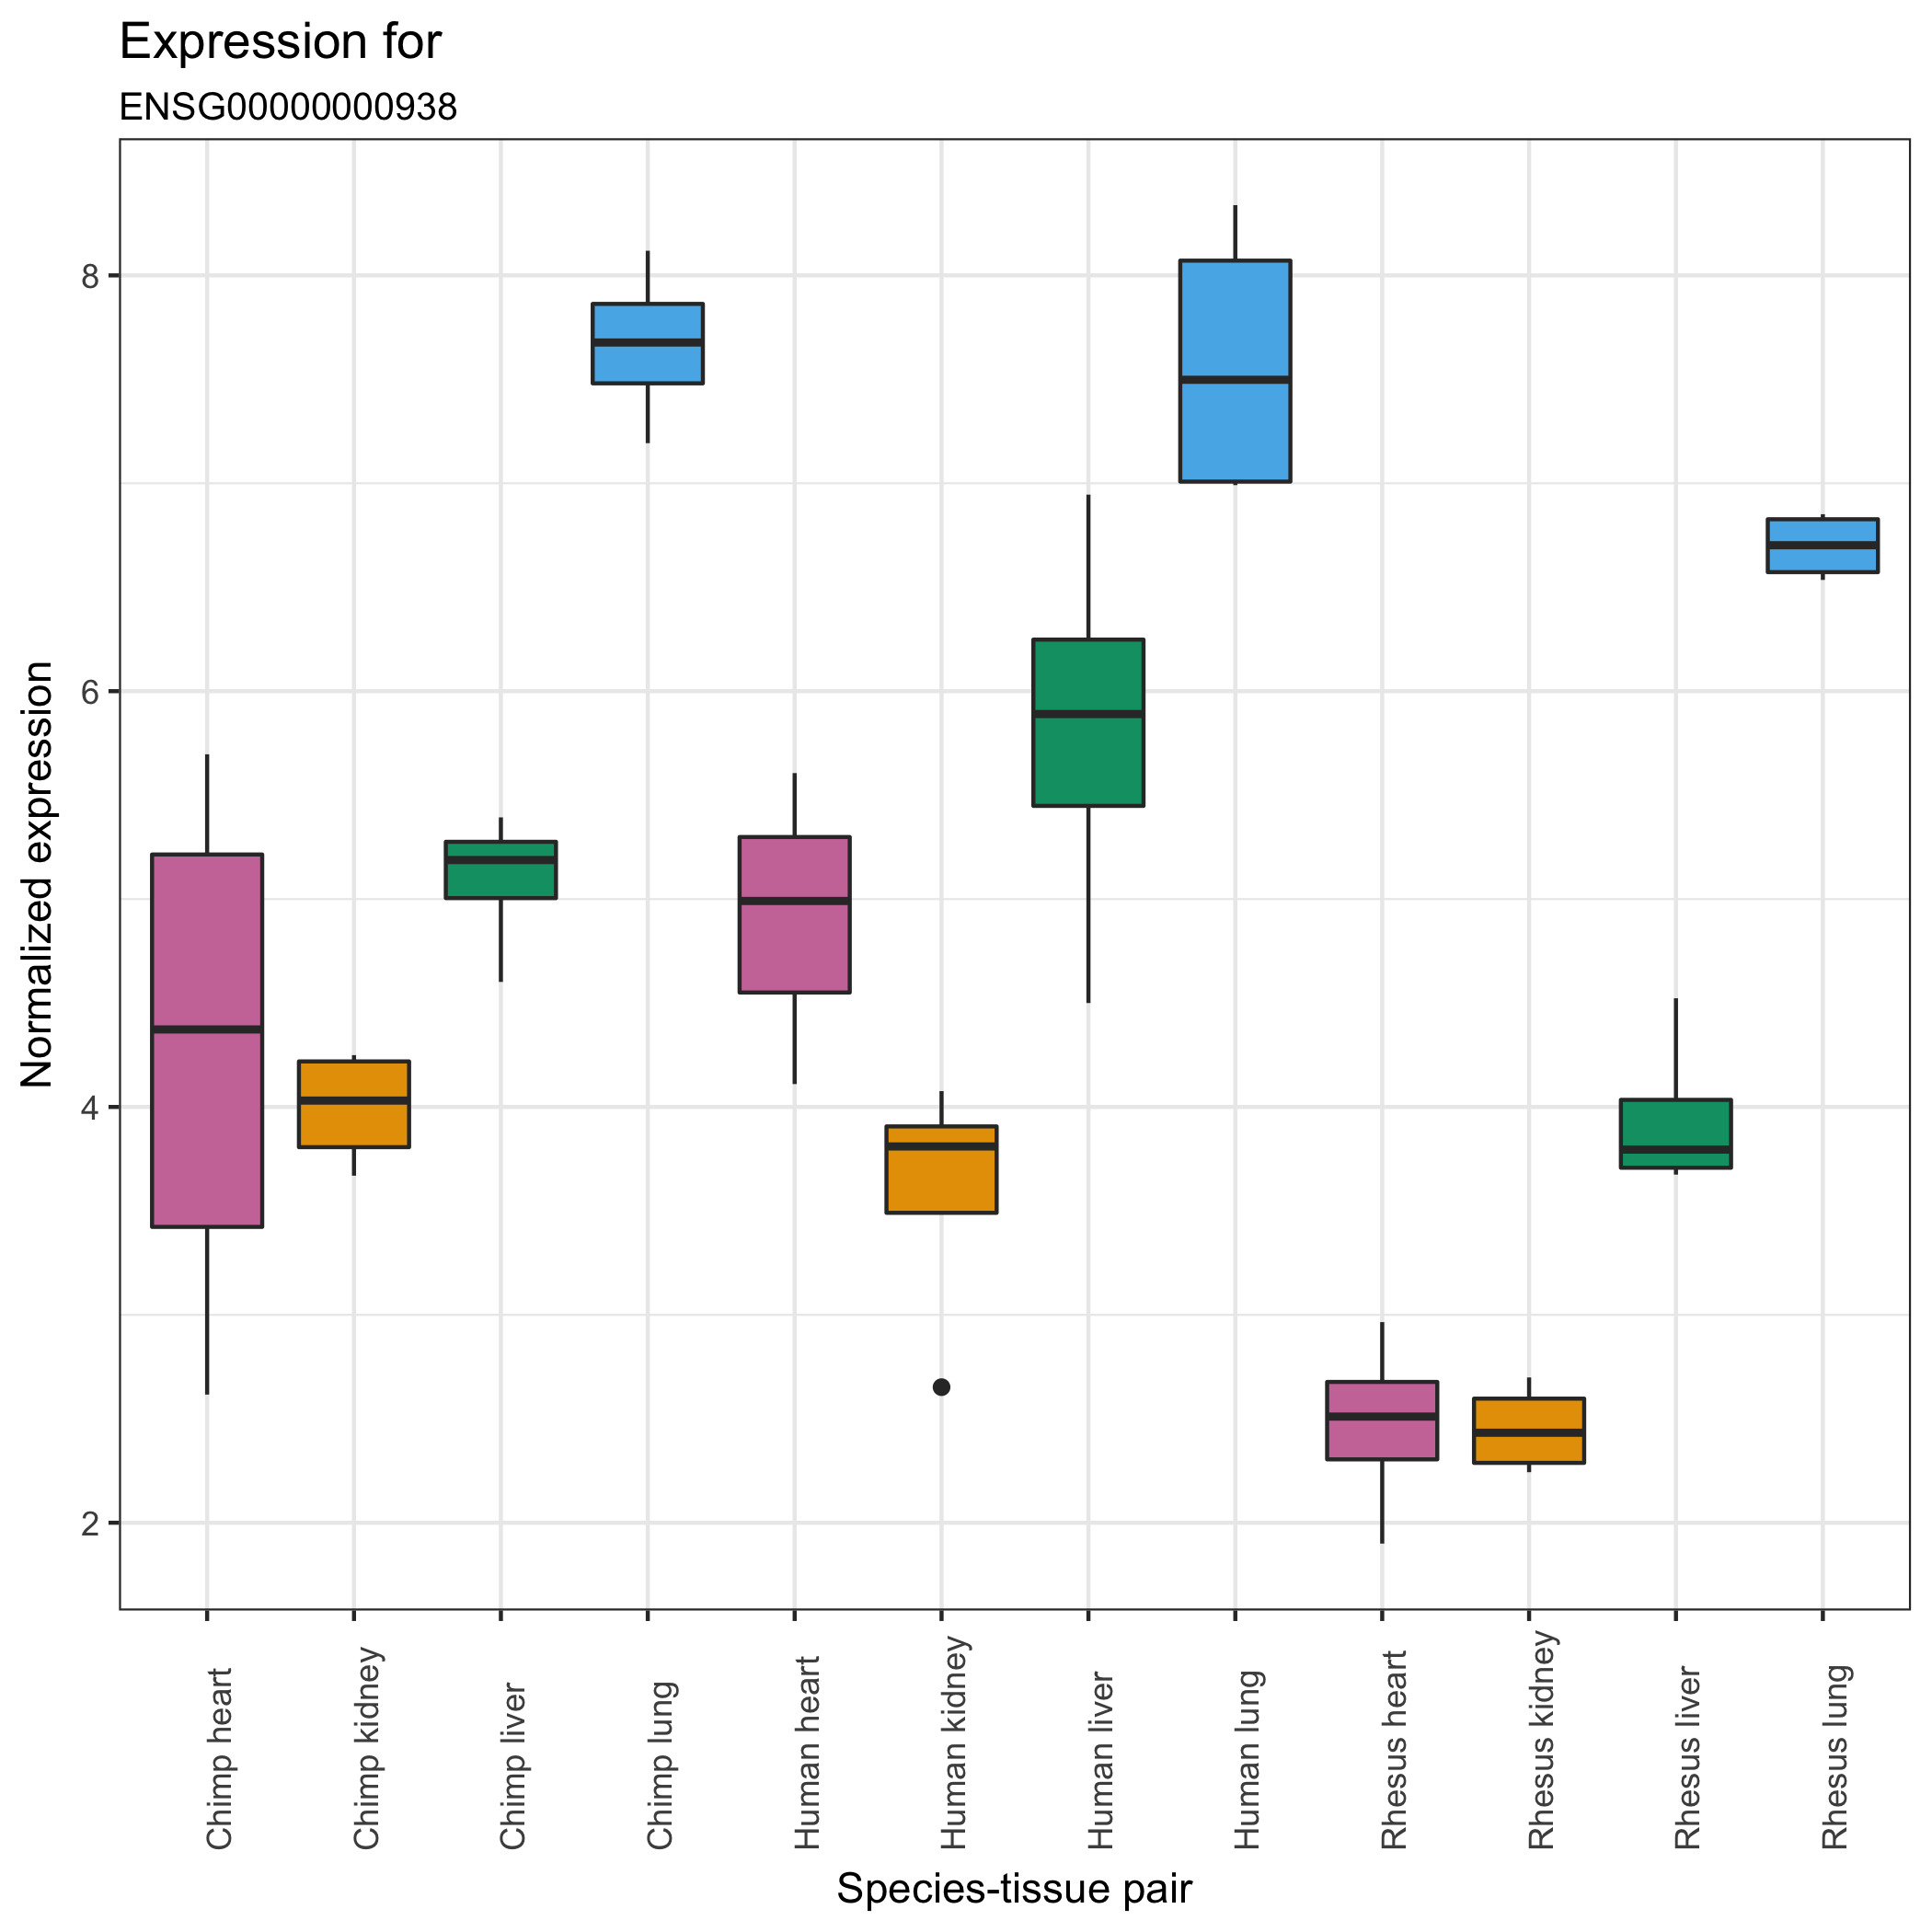 Expression for
ENSG00000000938
Normalized expression
8
6
4
2
Chimp heart
Chimp kidney
Chimp liver
Chimp lung
Human heart
Human kidney
Human liver
Human lung
Rhesus heart
Rhesus kidney
Rhesus liver
Rhesus lung
Species-tissue pair